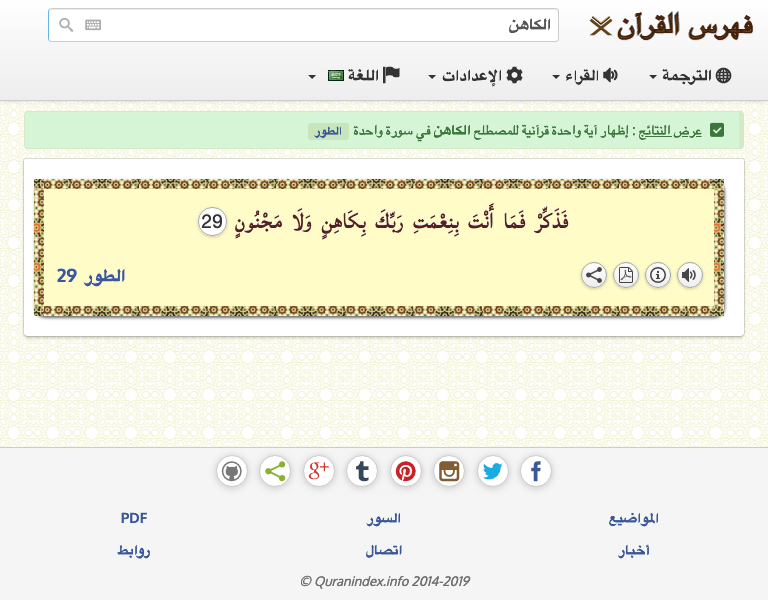 فهرس القرآن
الكاهن
الترجمة
القراء
الإعدادات
اللغة
عرض النتائج : إظهار آية واحدة قرآنية للمصطلح الكاهن في سورة واحدة الطور
فَذَكِّرْ فَمَا أَنْتَ بِنِعْمَتِ رَبِّكَ بِكَاهِنٍ وَلَا مَجْنُونٍ 29
الطور 29
المواضيع
السور
PDF
أخبار
اتصال
روابط
© Quranindex.info 2014-2019